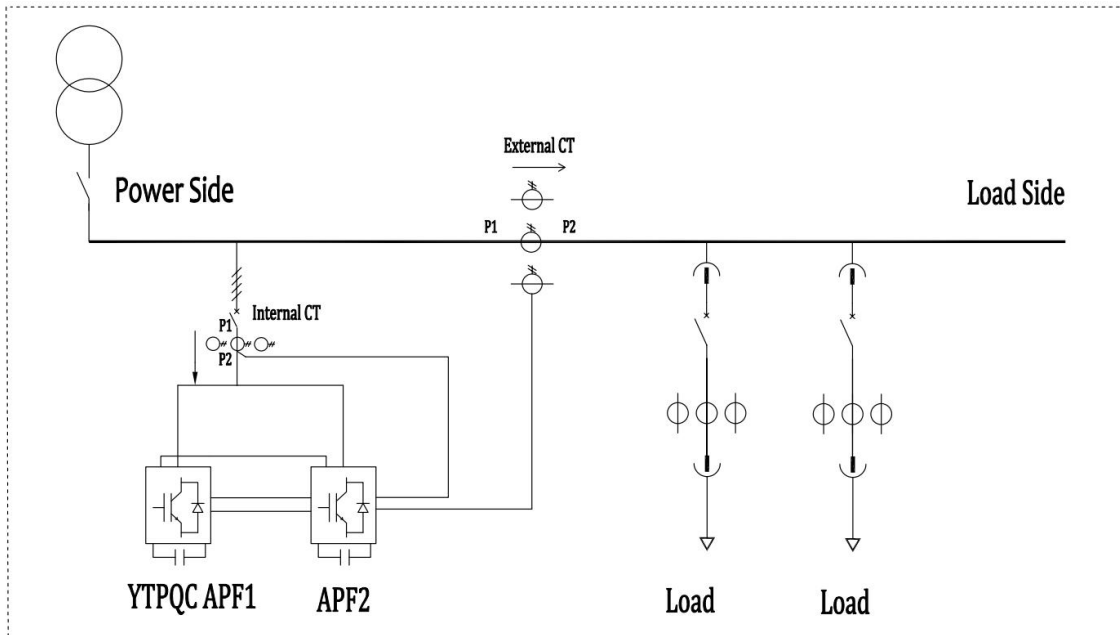 External CT
Power Side
Load Side
P1
P2
Internal CT
P1
P2
YTPQC APF1
APF2
Load
Load